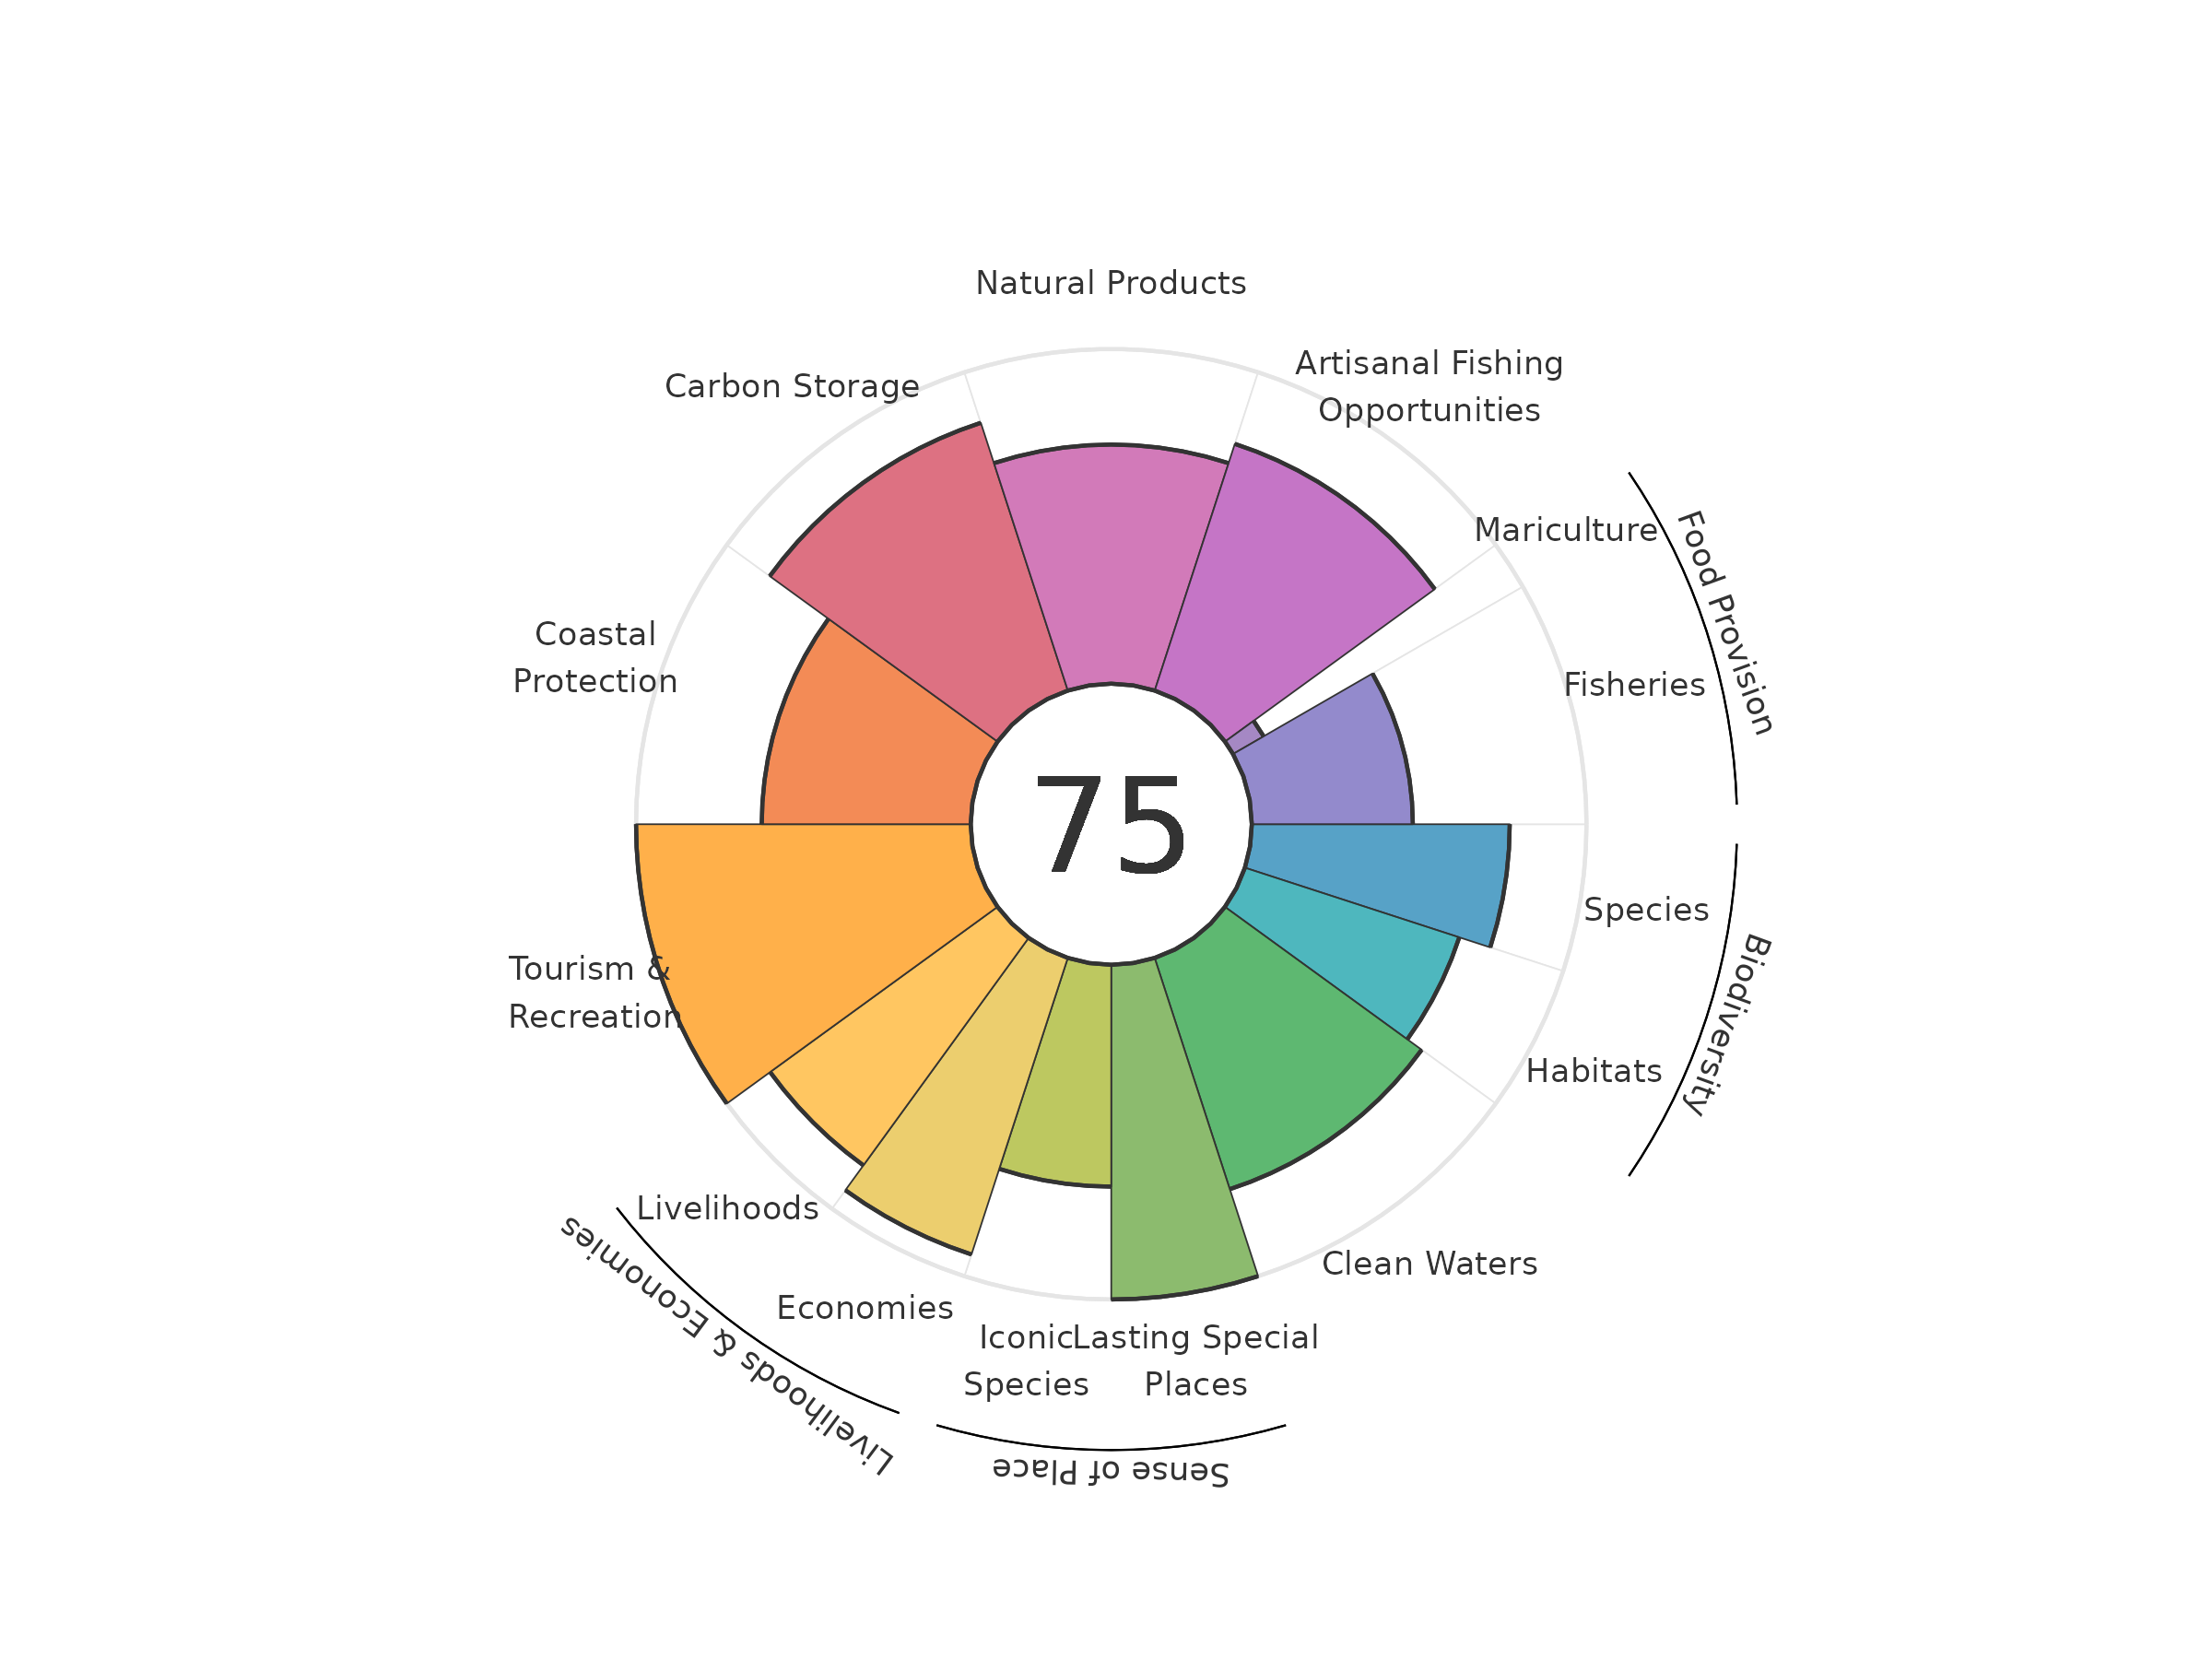 Natural Products
Artisanal Fishing
Opportunities
Carbon Storage
Mariculture
Food Provision
Coastal
Protection
Fisheries
75
Species
Biodiversity
Tourism &
Recreation
Habitats
Livelihoods
Clean Waters
Livelihoods & Economies
Economies
Iconic
Species
Lasting Special
Places
Sense of Place